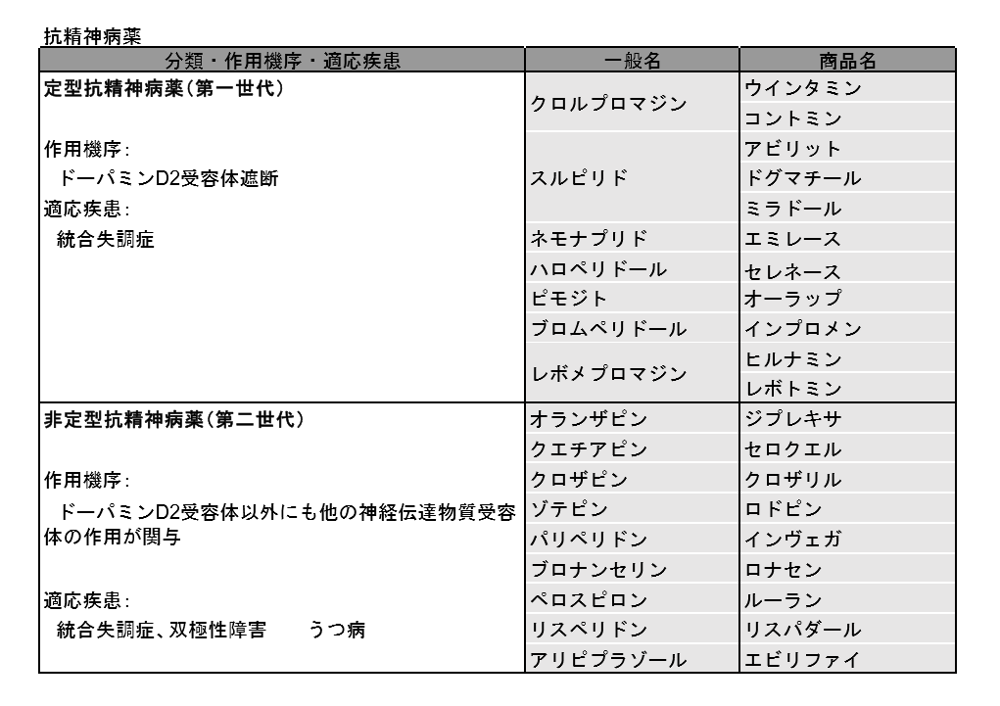 抗精神病薬
分類・作用機序・適応疾患 一般名 商品名
定型抗精神病薬(第一世代) クロルプロマジン ウインタミン
コントミン
作用機序: スルピリド アビリット
ドーパミンD2受容体遮断 ドグマチール
適応疾患: ミラドール
統合失調症 ネモナプリド エミレース
ハロペリドール セレネース
ピモジト オーラップ
ブロムペリドール インプロメン
レボメプロマジン ヒルナミン
レボトミン
非定型抗精神病薬(第二世代) オランザピン ジプレキサ
クエチアピン セロクエル
作用機序: クロザピン クロザリル
ドーパミンD2受容体以外にも他の神経伝達物質受容 ゾテピン ロドピン
体の作用が関与 パリペリドン インヴェガ
ブロナンセリン ロナセン
適応疾患: ペロスピロン ルーラン
統合失調症、双極性障害 うつ病 リスペリドン リスパダール
アリピプラゾール エビリファイ